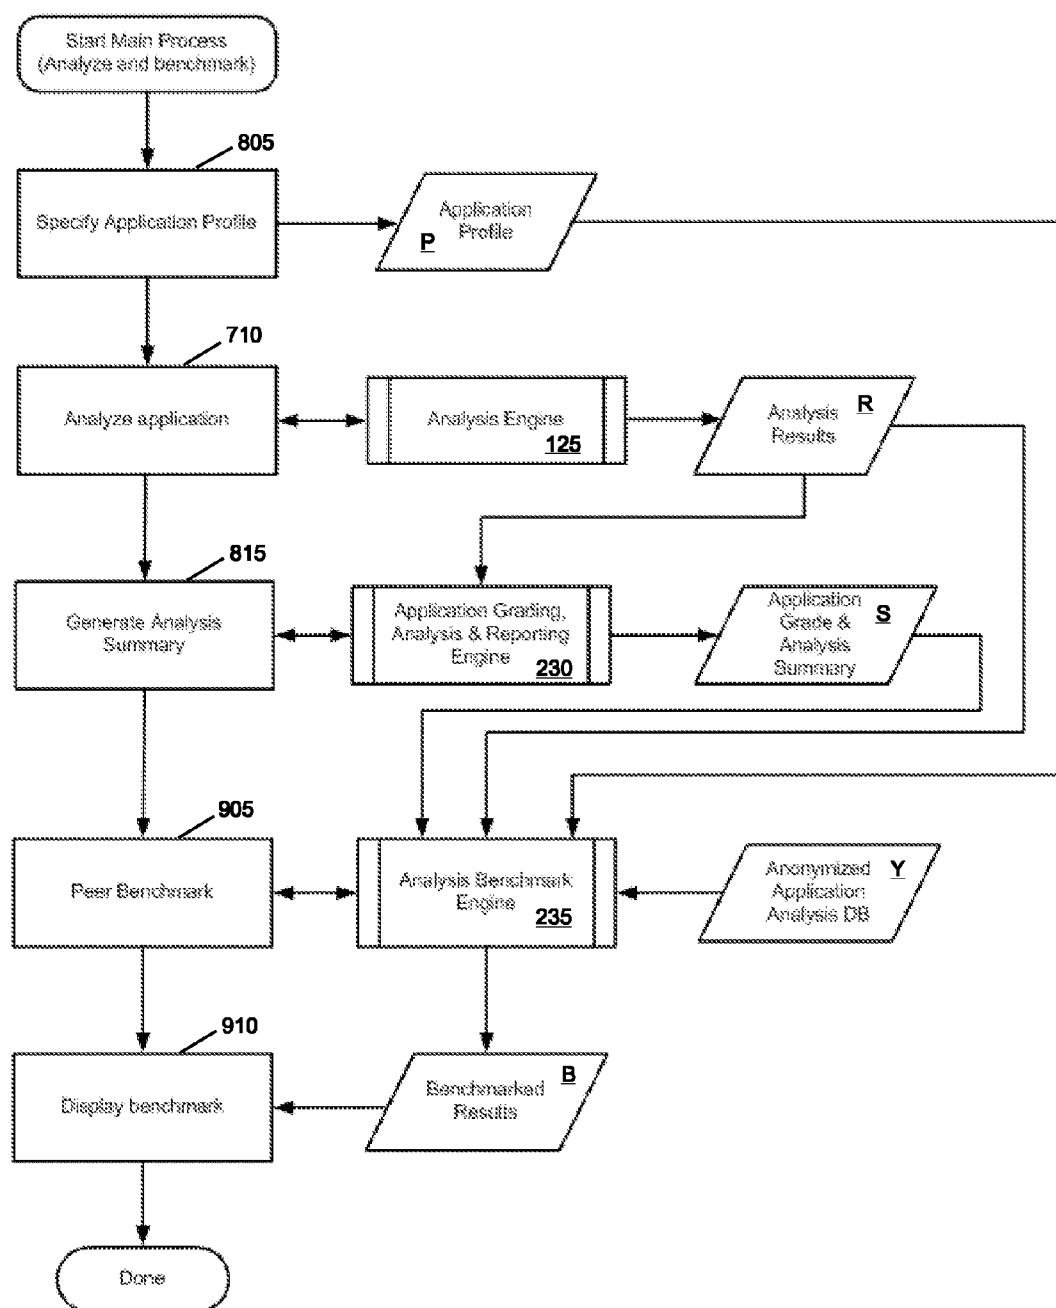 Start Main Process
(Analyze and benchmark)
805
Specify Application Profile
Application
Profile
P
710
Analyze application
Analysis Engine
125
Analysis
Results
R
815
Generate Analysis
Summary
Application Grading,
Analysis & Reporting
Engine
230
Application
Grade &
Analysis
Summary
S
905
Peer Benchmark
Analysis Benchmark
Engine
235
Anonymized
Application
Analysis DB
Y
910
Display benchmark
Benchmarked
Results
B
Done